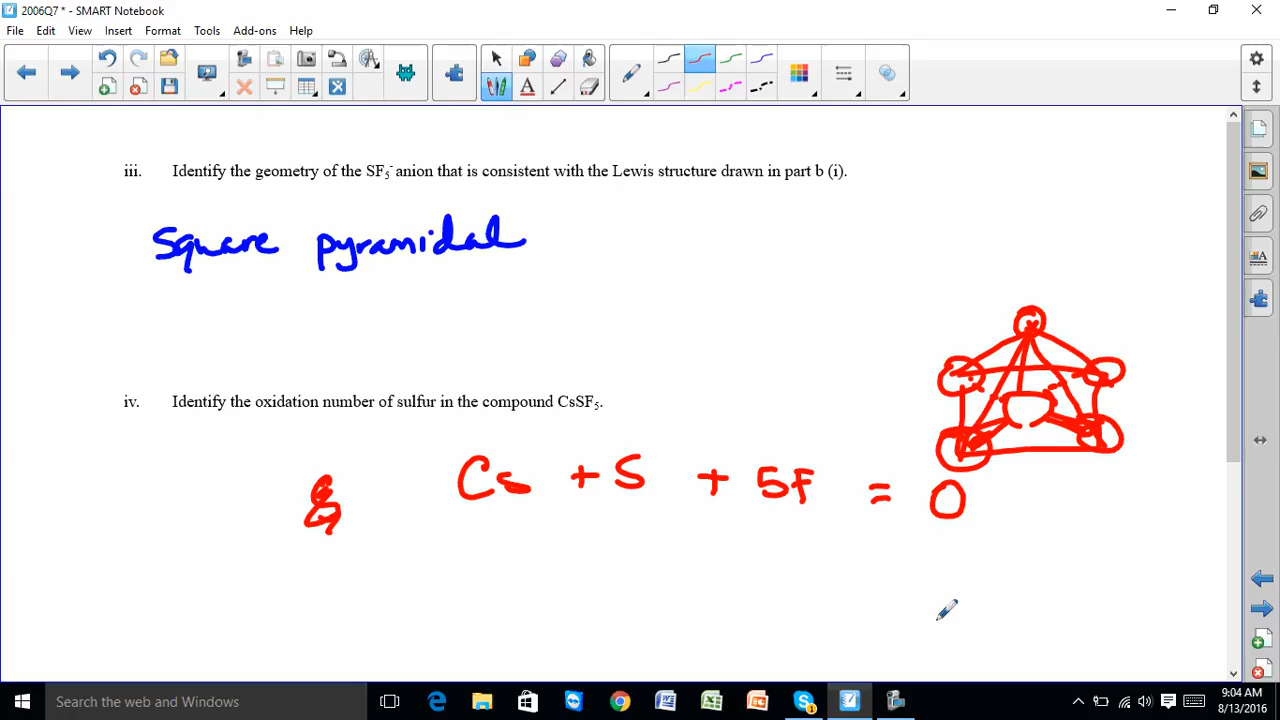 2006Q7 * - SMART Notebook
File Edit View Insert Format Tools Add-ons Help
iii. Identify the geometry of the SF5- anion that is consistent with the Lewis structure drawn in part b (i).
Square pyramidal
iv. Identify the oxidation number of sulfur in the compound CsSF5.
Cs + S + 5F = 0
Search the web and Windows
9:04 AM
8/13/2016